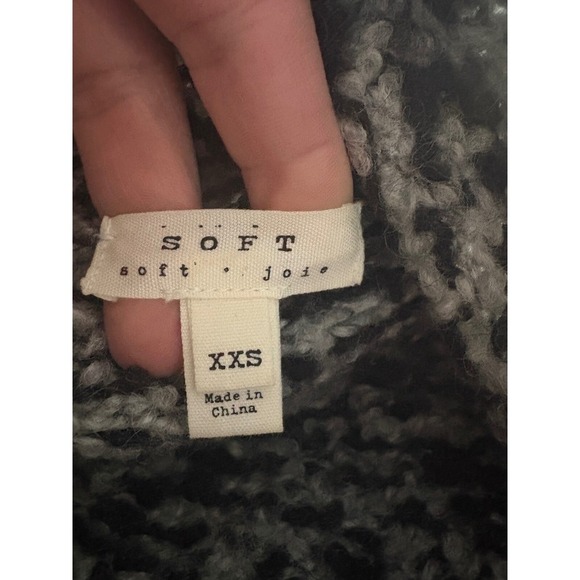 SOFT
soft • joie
XXS
Made in
China